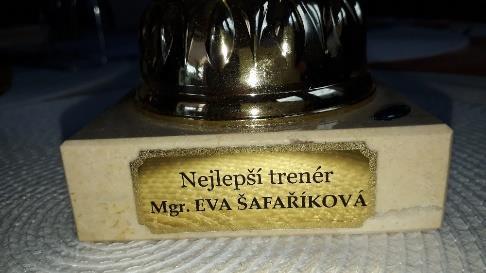 Nejlepší trenér
Mgr. EVA ŠAFAŘÍKOVÁ